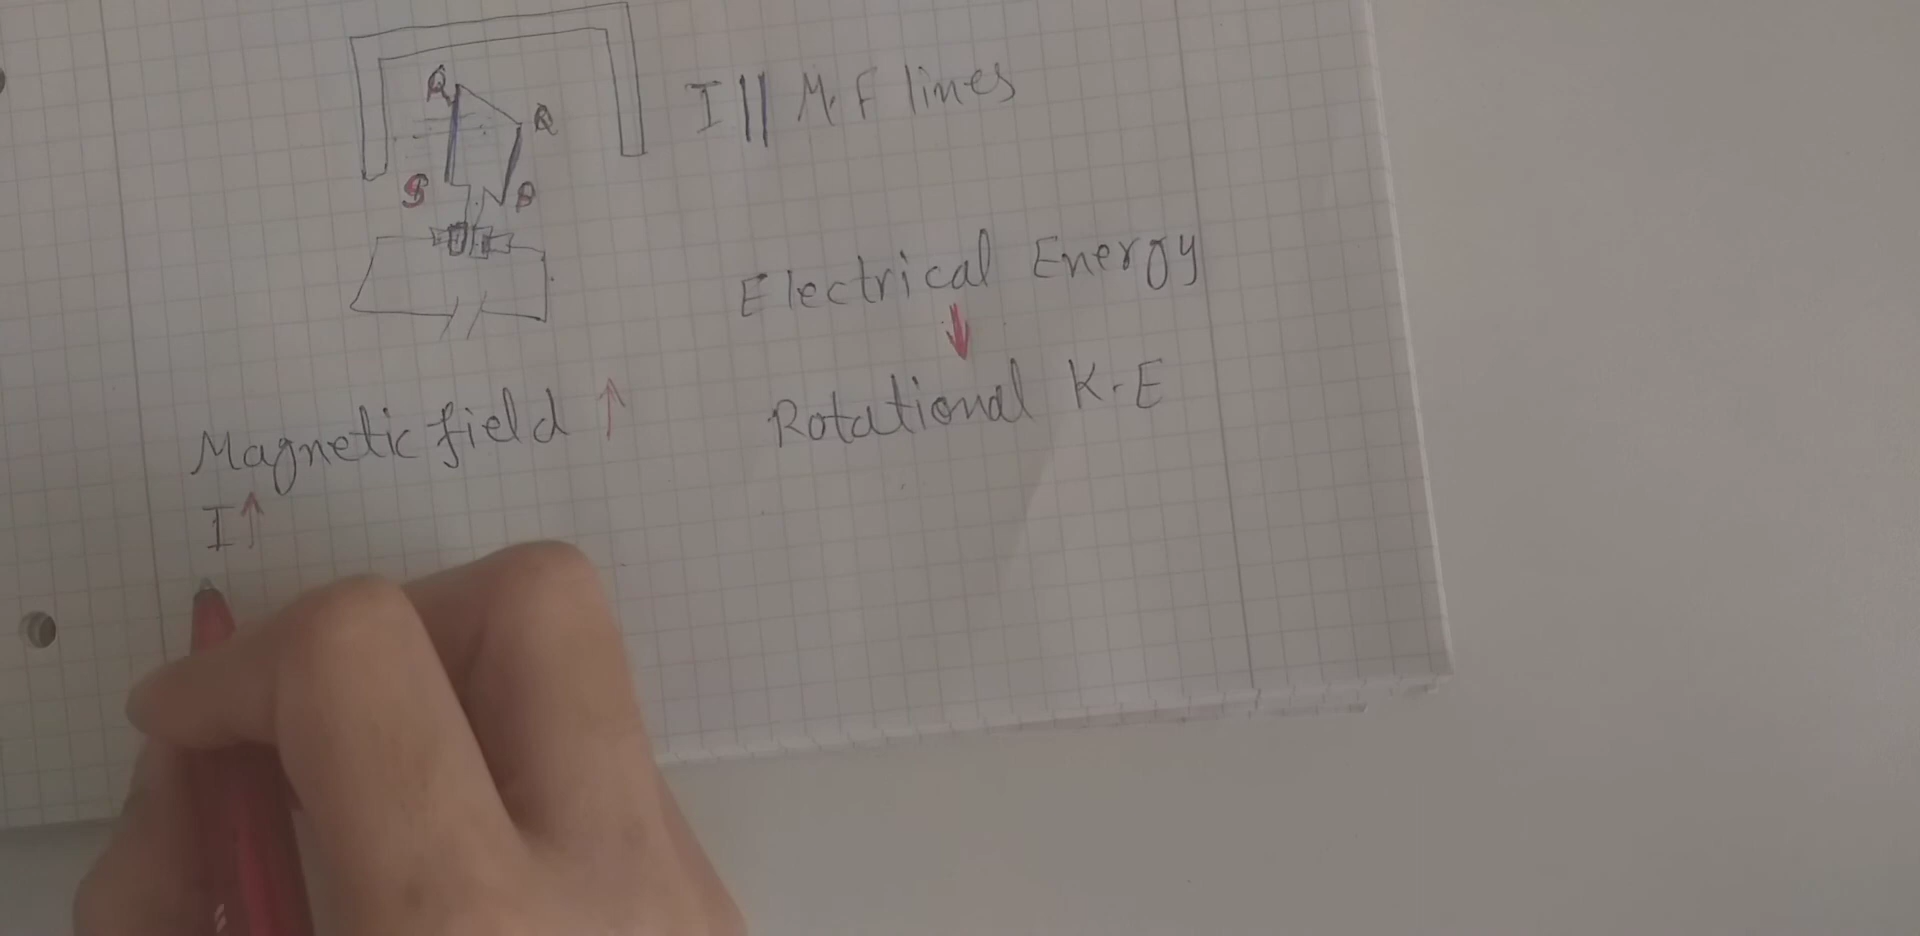 I || M.F lines
Q
R
S
Electrical Energy
↓
Rotational K.E
Magnetic field ↑
I ↑